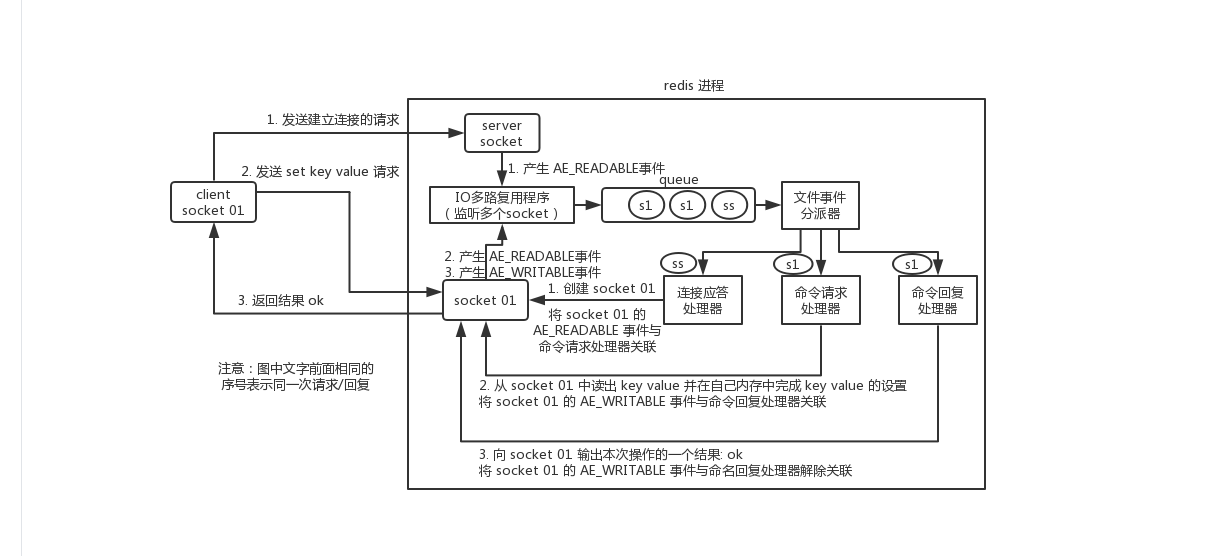 redis 进程
1. 发送建立连接的请求
server
socket
2. 发送 set key value 请求
1. 产生 AE_READABLE事件
queue
client
socket 01
IO多路复用程序
（ 监听多个socket ）
s1
s1
ss
文件事件
分派器
2. 产生 AE_READABLE事件
3. 产生 AE_WRITABLE事件
ss
s1
s1
3. 返回结果 ok
socket 01
1. 创建 socket 01
连接应答
处理器
命令请求
处理器
命令回复
处理器
将 socket 01 的
AE_READABLE 事件与
命令请求处理器关联
注意：图中文字前面相同的
序号表示同一次请求/回复
2. 从 socket 01 中读出 key value 并在自己内存中完成 key value 的设置
将 socket 01 的 AE_WRITABLE 事件与命令回复处理器关联
3. 向 socket 01 输出本次操作的一个结果: ok
将 socket 01 的 AE_WRITABLE 事件与命名回复处理器解除关联